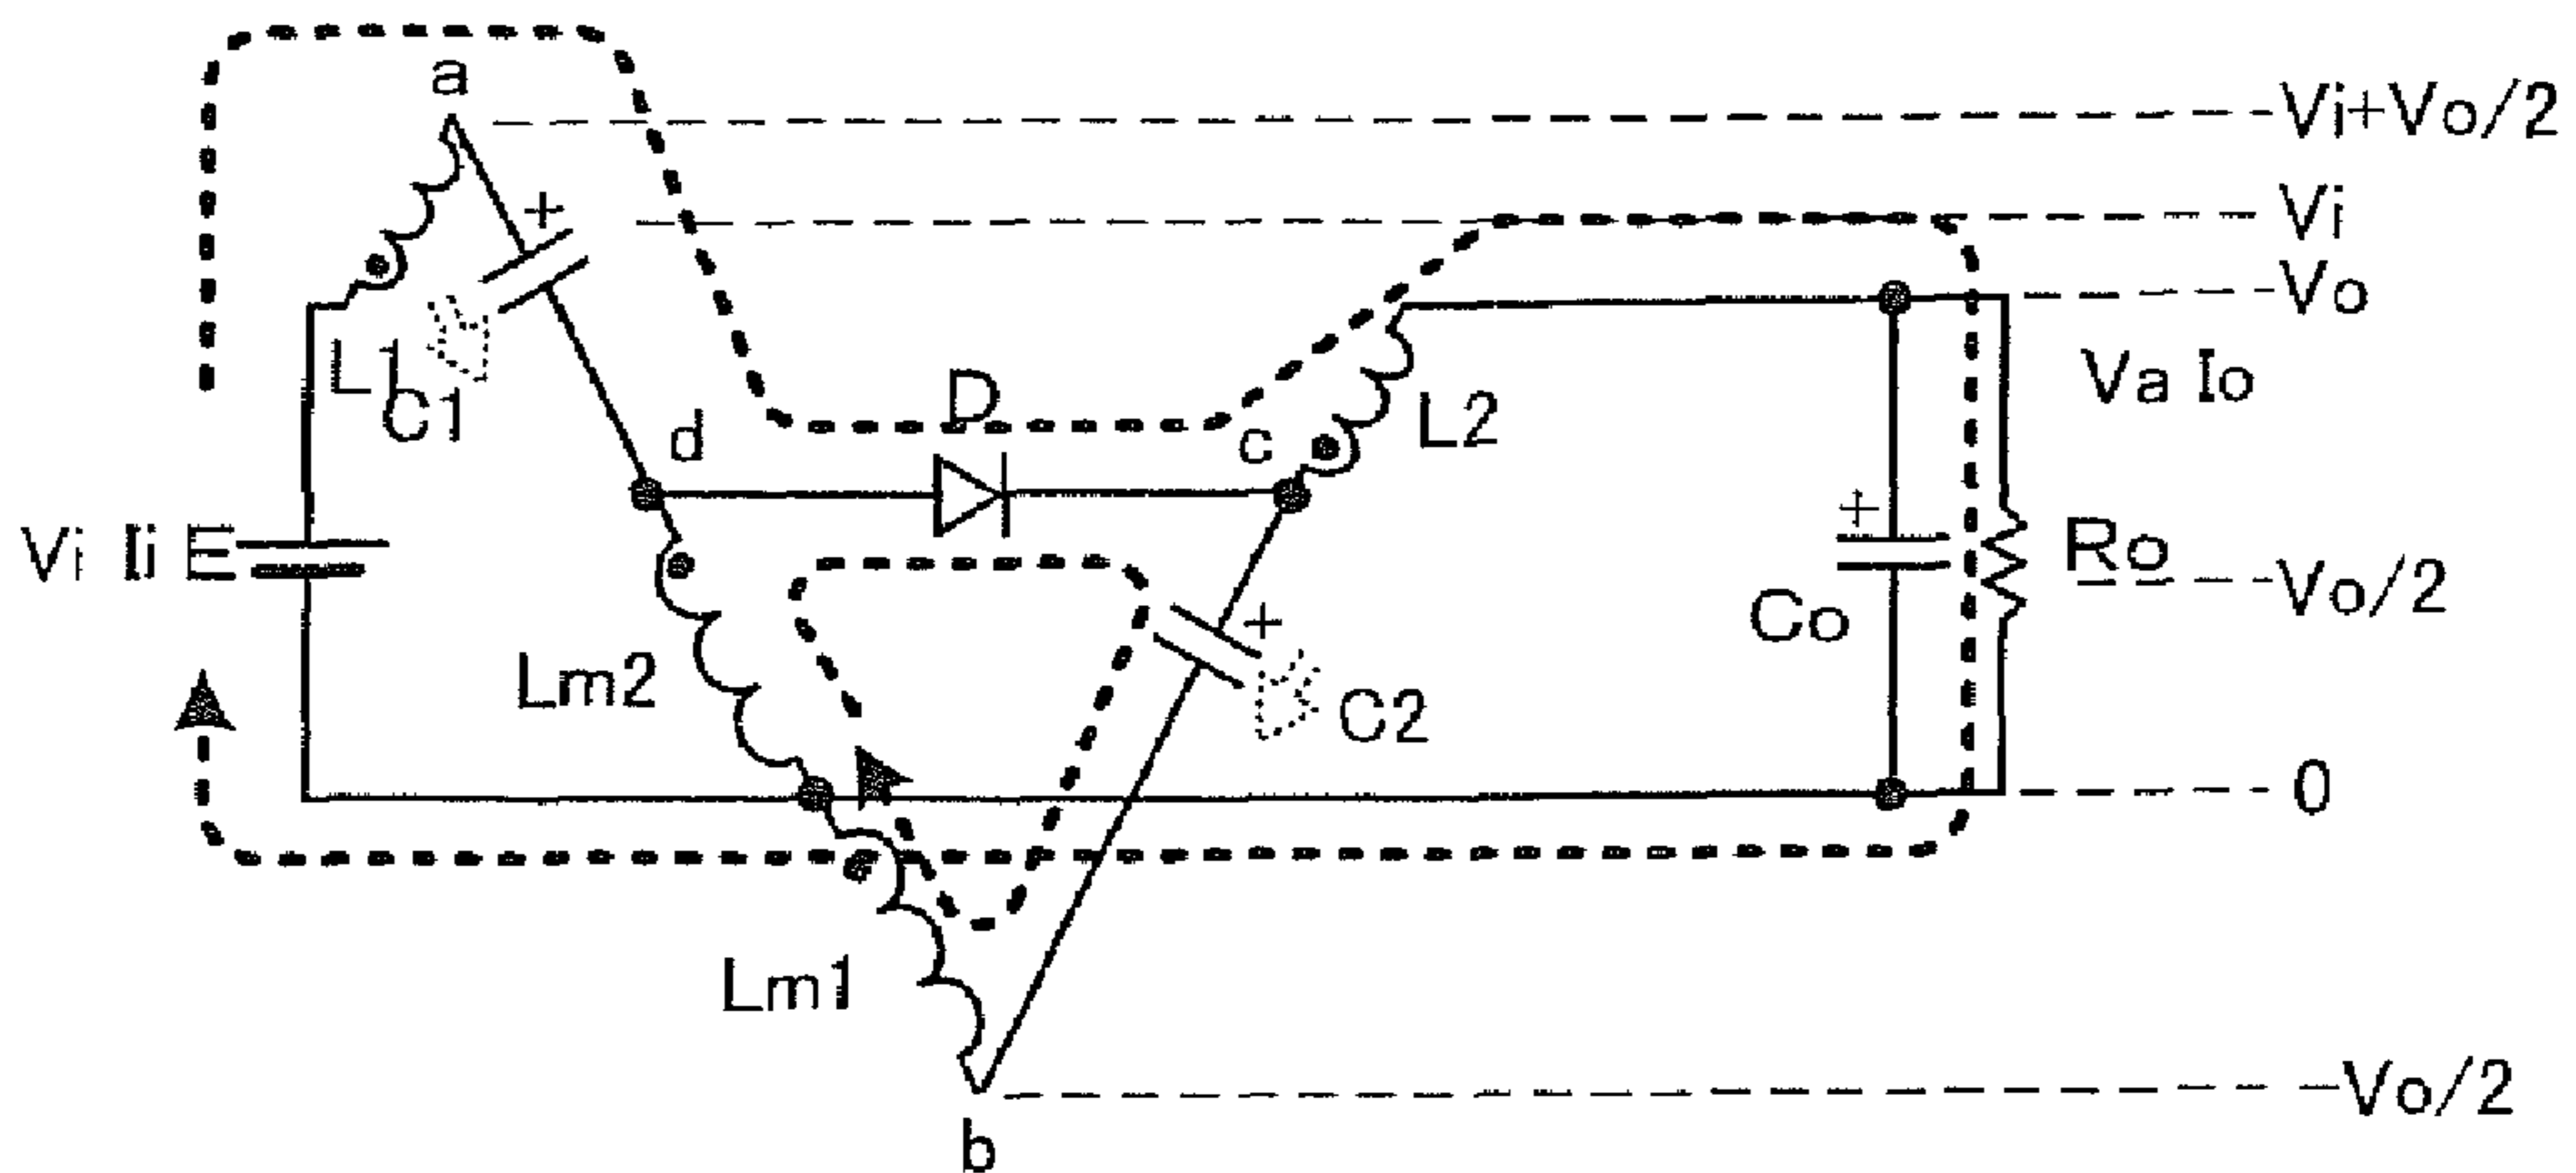 a
Vi+Vo/2
Vi
Vo
L1
C1
D
Va Io
d
c
L2
Vi Ii E
Ro
Vo/2
Co
Lm2
C2
0
Lm1
-Vo/2
b